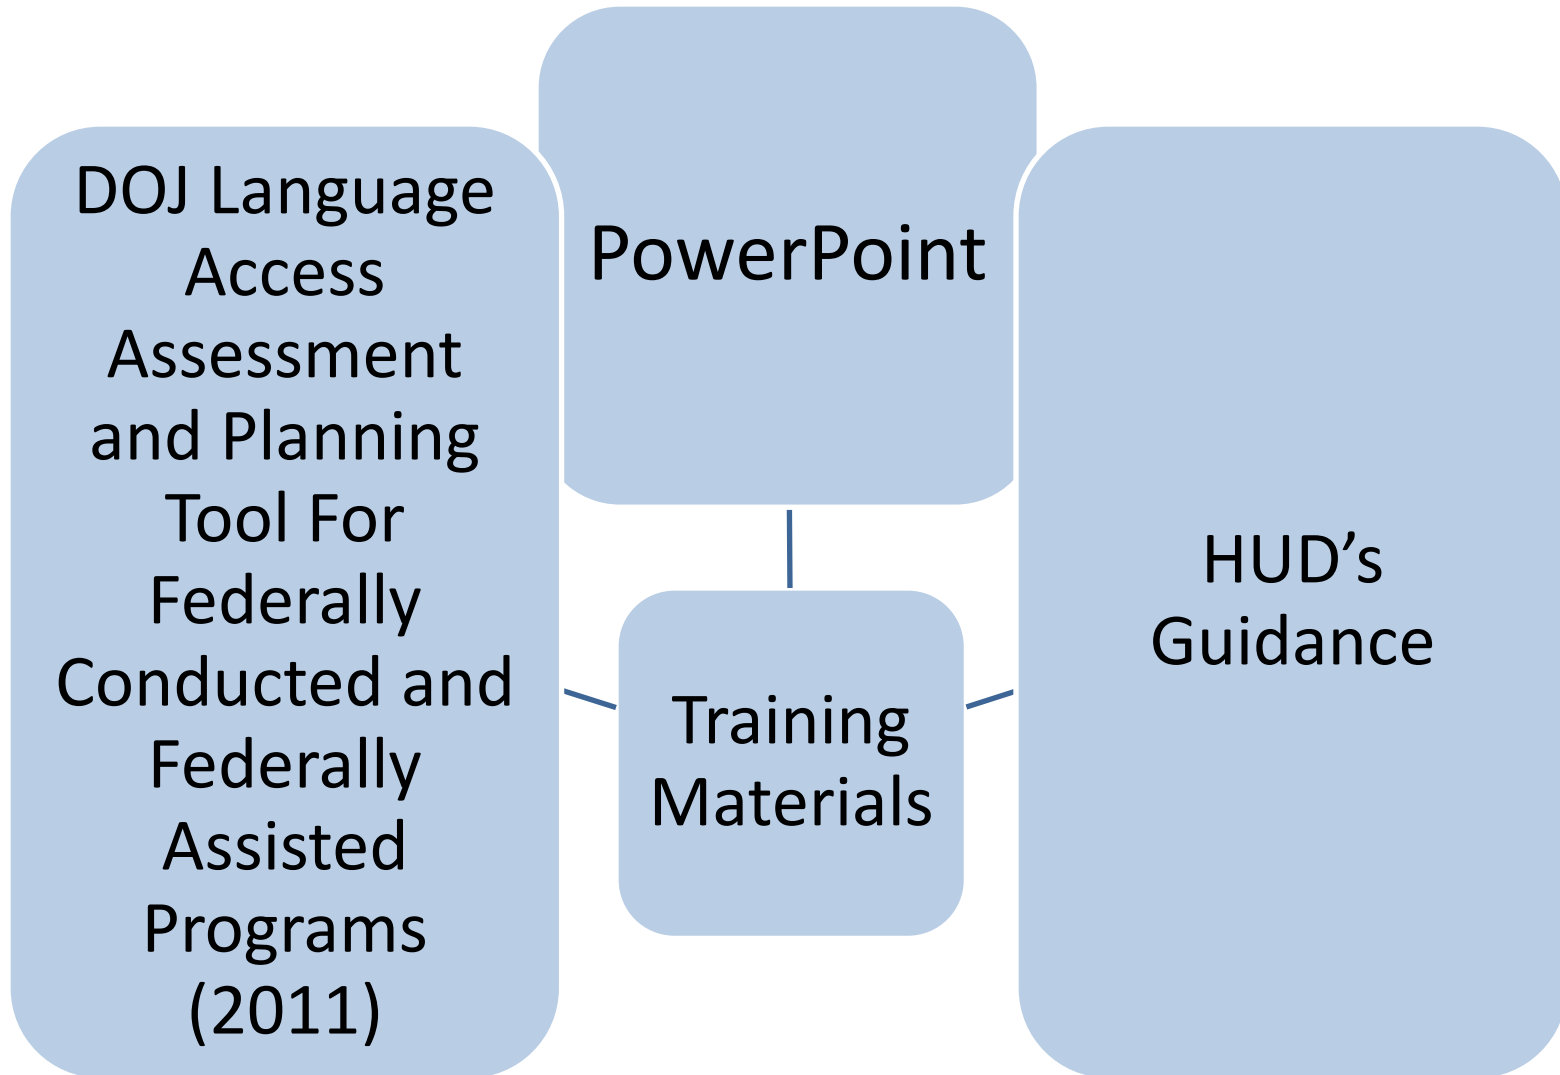 PowerPoint
DOJ Language
Access
Assessment
and Planning
Tool For
Federally
Conducted and
Federally
Assisted
Programs
(2011)
HUD’s
Guidance
Training
Materials